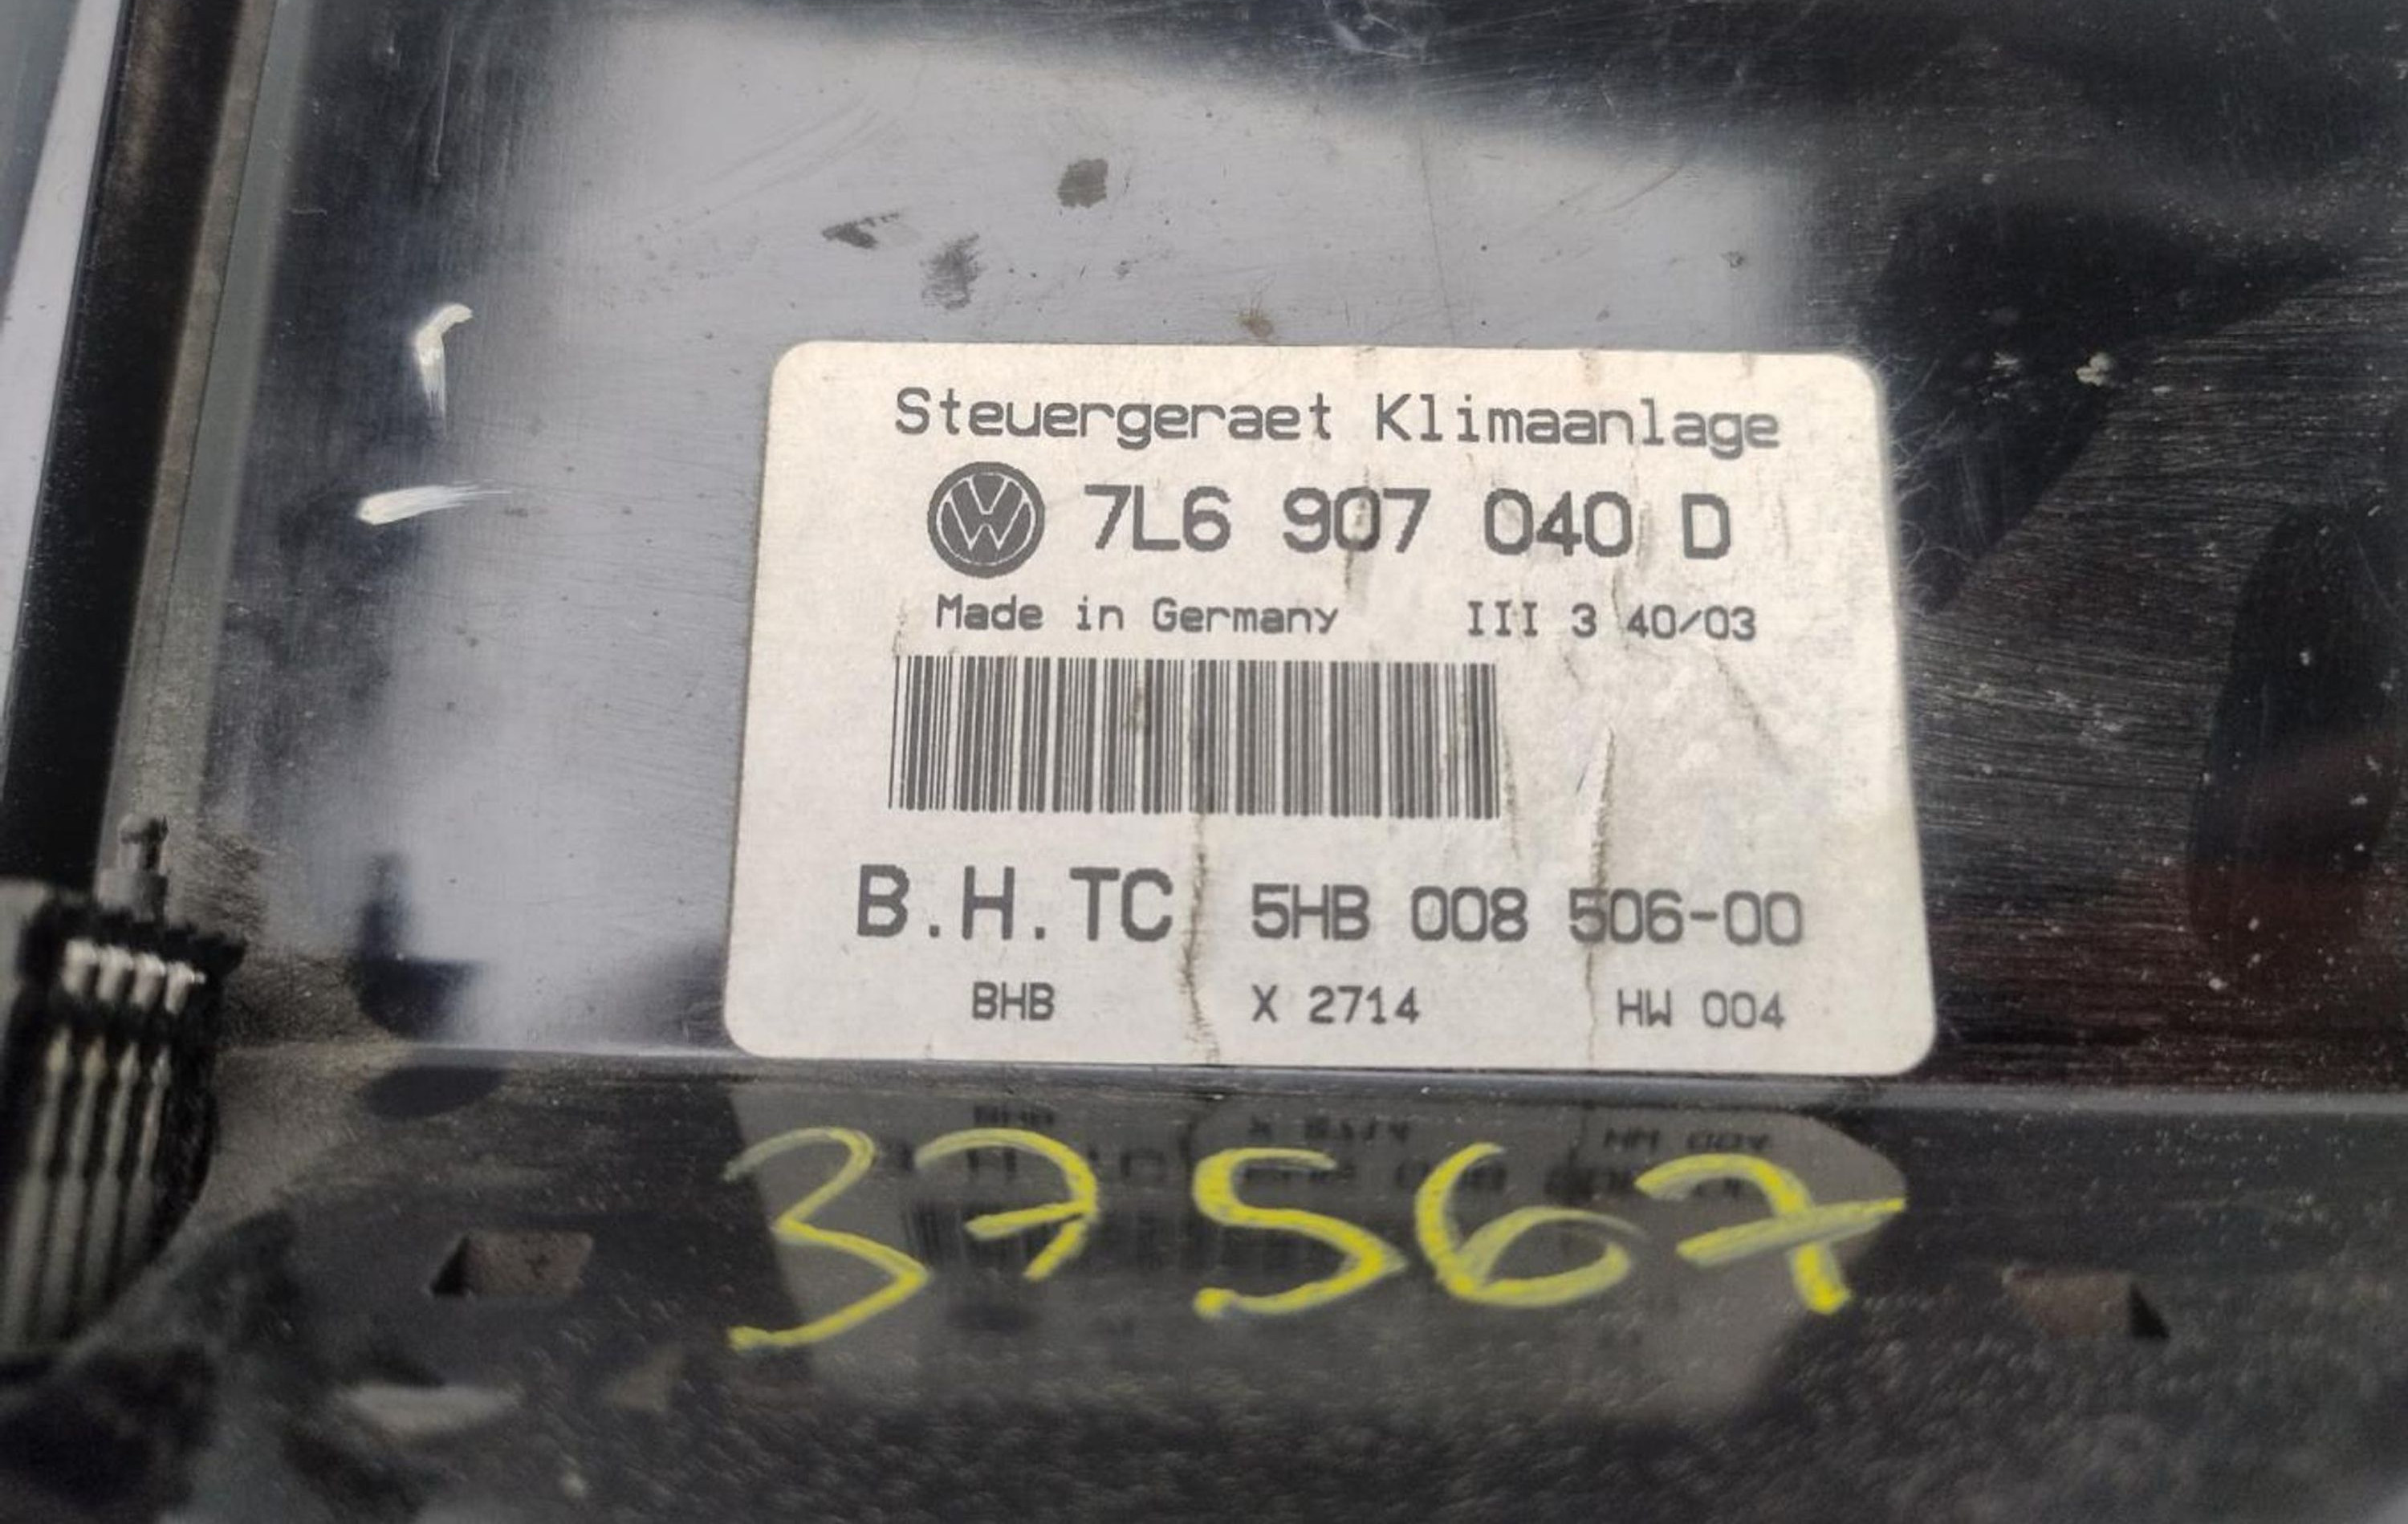 Steuergeraet Klimaanlage
7L6 907 040 D
Made in Germany III 3 40/03
B.H.TC 5HB 008 506-00
BHB X 2714 HW 004
37567